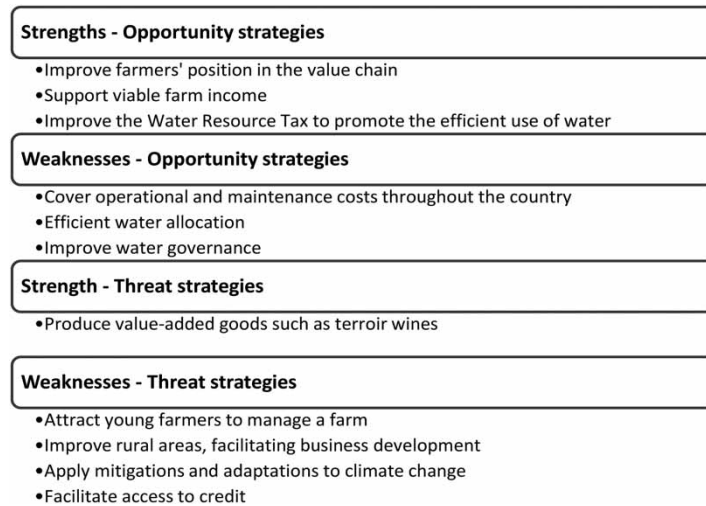 Strengths - Opportunity strategies
•Improve farmers' position in the value chain
•Support viable farm income
•Improve the Water Resource Tax to promote the efficient use of water
Weaknesses - Opportunity strategies
•Cover operational and maintenance costs throughout the country
•Efficient water allocation
•Improve water governance
Strength - Threat strategies
•Produce value-added goods such as terroir wines
Weaknesses - Threat strategies
•Attract young farmers to manage a farm
•Improve rural areas, facilitating business development
•Apply mitigations and adaptations to climate change
•Facilitate access to credit